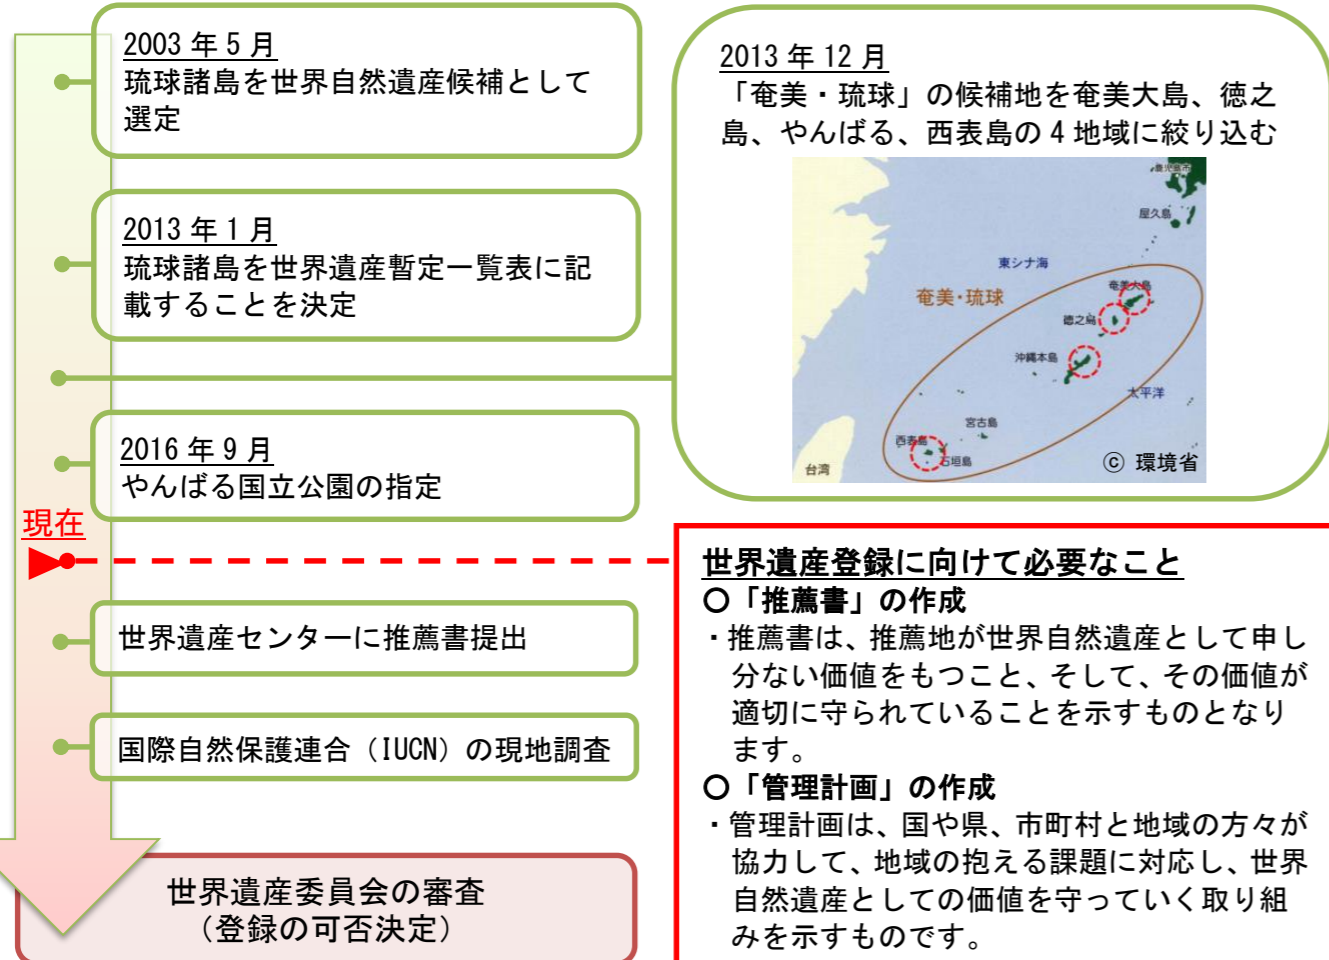 2003 年 5 月
琉球諸島を世界自然遺産候補として
選定
2013 年 1 月
琉球諸島を世界遺産暫定一覧表に記
載することを決定
2013 年 12 月
「奄美・琉球」の候補地を奄美大島、徳之
島、やんばる、西表島の 4 地域に絞り込む
鹿児島市
屋久島
東シナ海
奄美・琉球
奄美大島
徳之島
沖縄本島
太平洋
宮古島
西表島
石垣島
台湾
ⓒ 環境省
2016 年 9 月
やんばる国立公園の指定
現在
世界遺産センターに推薦書提出
国際自然保護連合（IUCN）の現地調査
世界遺産委員会の審査
（登録の可否決定）
世界遺産登録に向けて必要なこと
〇「推薦書」の作成
・推薦書は、推薦地が世界自然遺産として申し
分ない価値をもつこと、そして、その価値が
適切に守られていることを示すものとなり
ます。
〇「管理計画」の作成
・管理計画は、国や県、市町村と地域の方々が
協力して、地域の抱える課題に対応し、世界
自然遺産としての価値を守っていく取り組
みを示すものです。